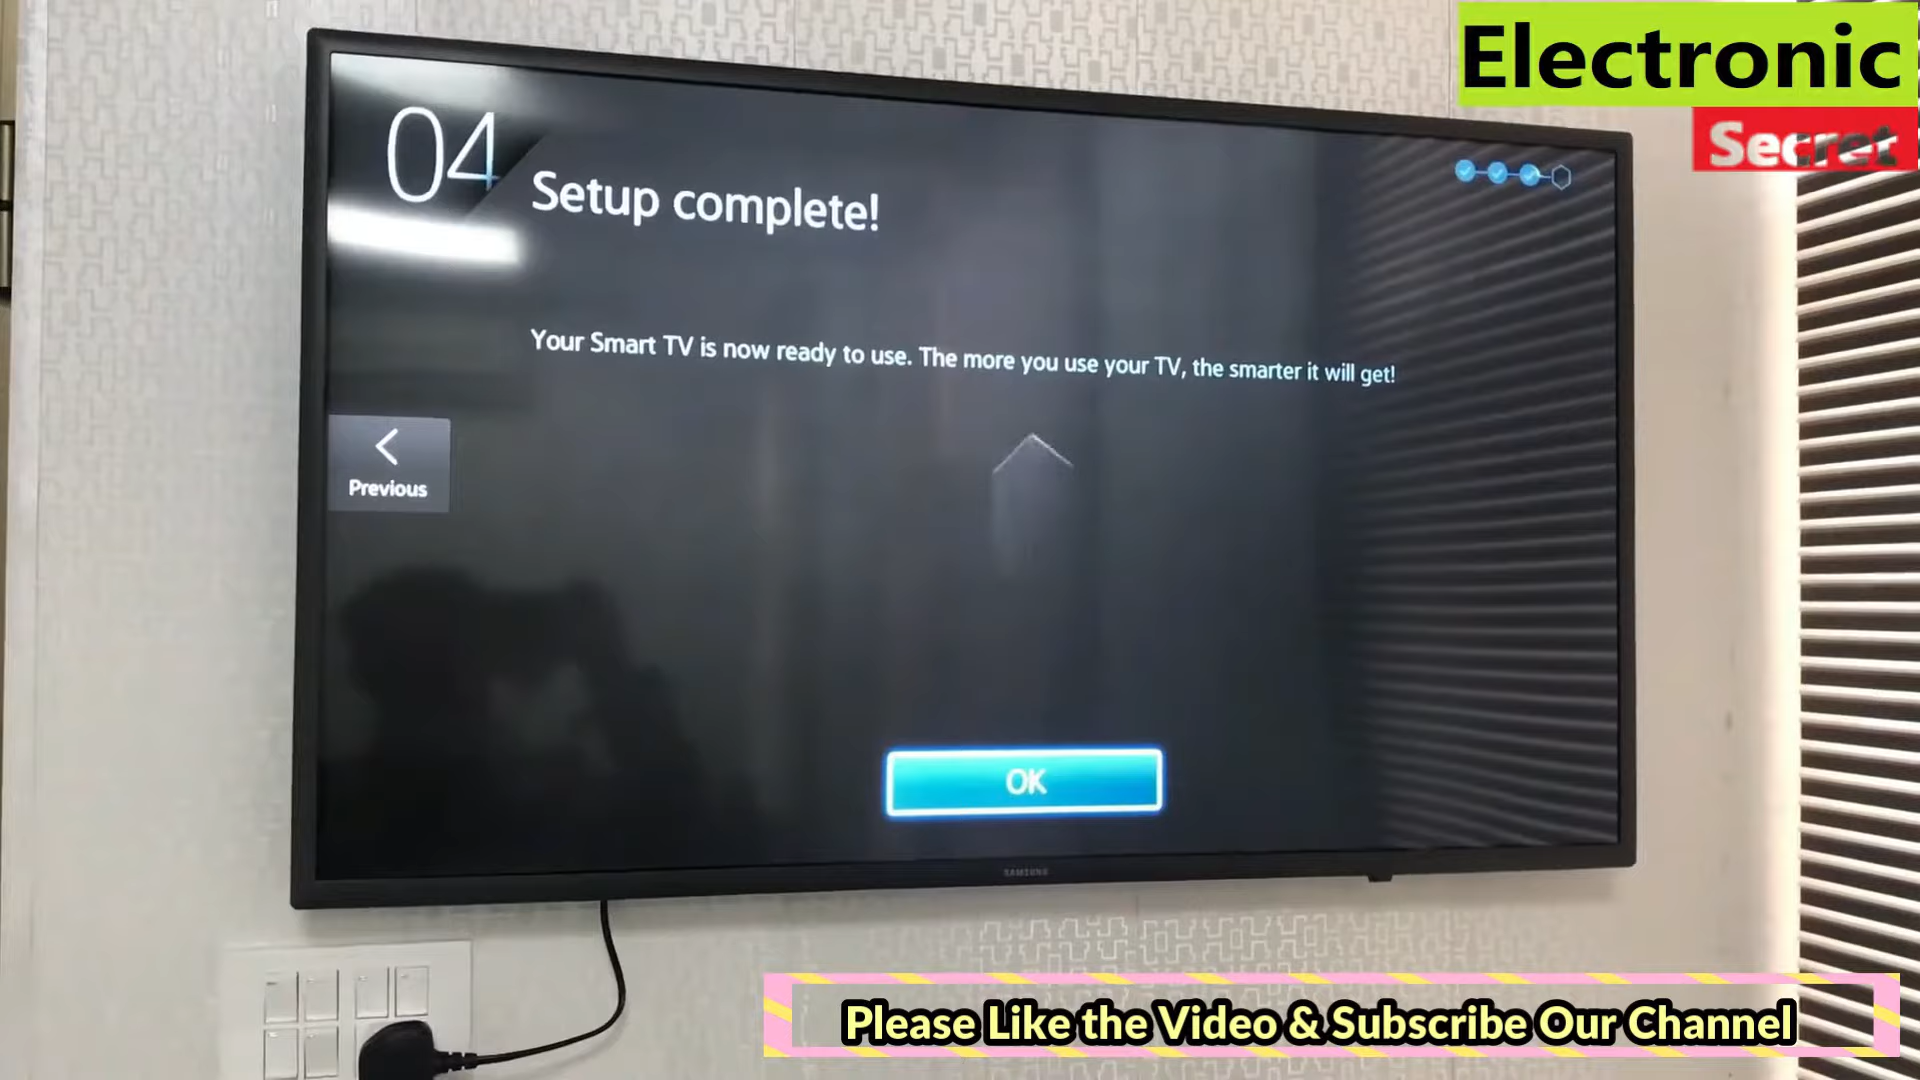 Electronic
Secret
04
Setup complete!
Your Smart TV is now ready to use. The more you use your TV, the smarter it will get!
Previous
OK
SAMSUNG
Please Like the Video & Subscribe Our Channel